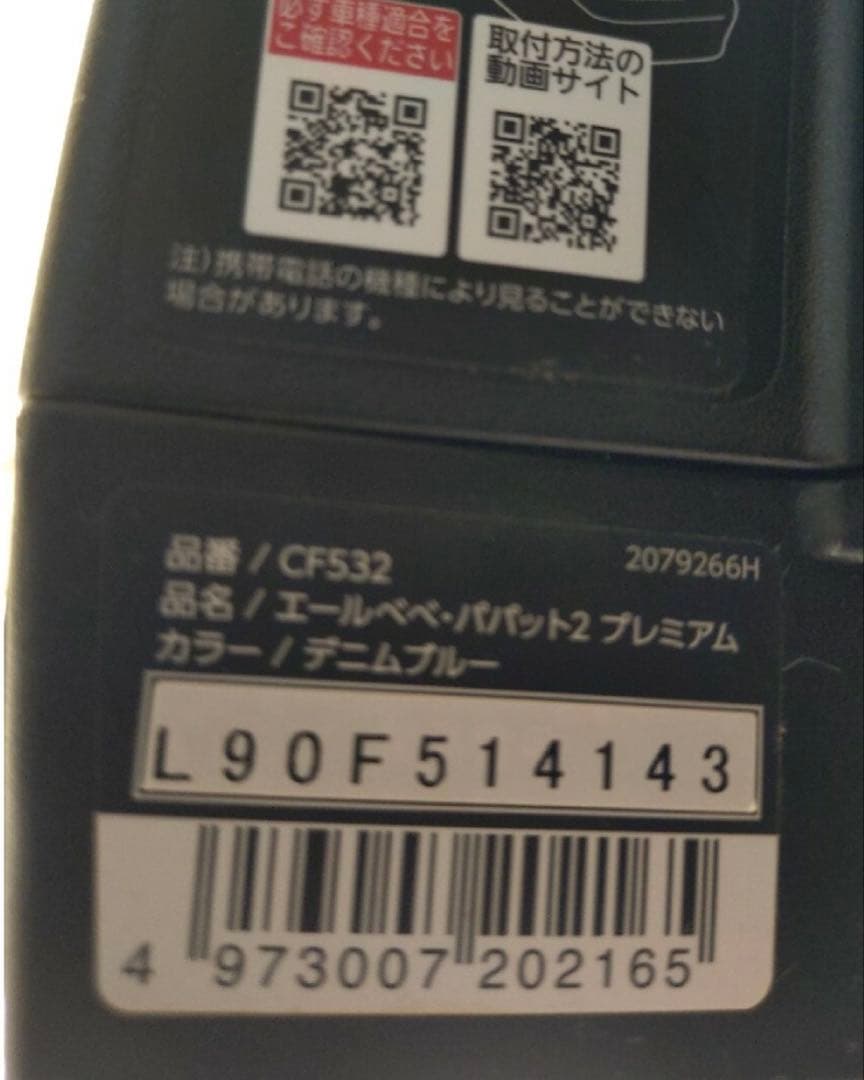 必ず車種適合を
ご確認ください
取付方法の
動画サイト
注)携帯電話の機種により見ることができない
場合があります。
品番 / CF532
2079266H
品名 / エールベベ・パパット2 プレミアム
カラー / デニムブルー
L90F514143
4 973007 202165